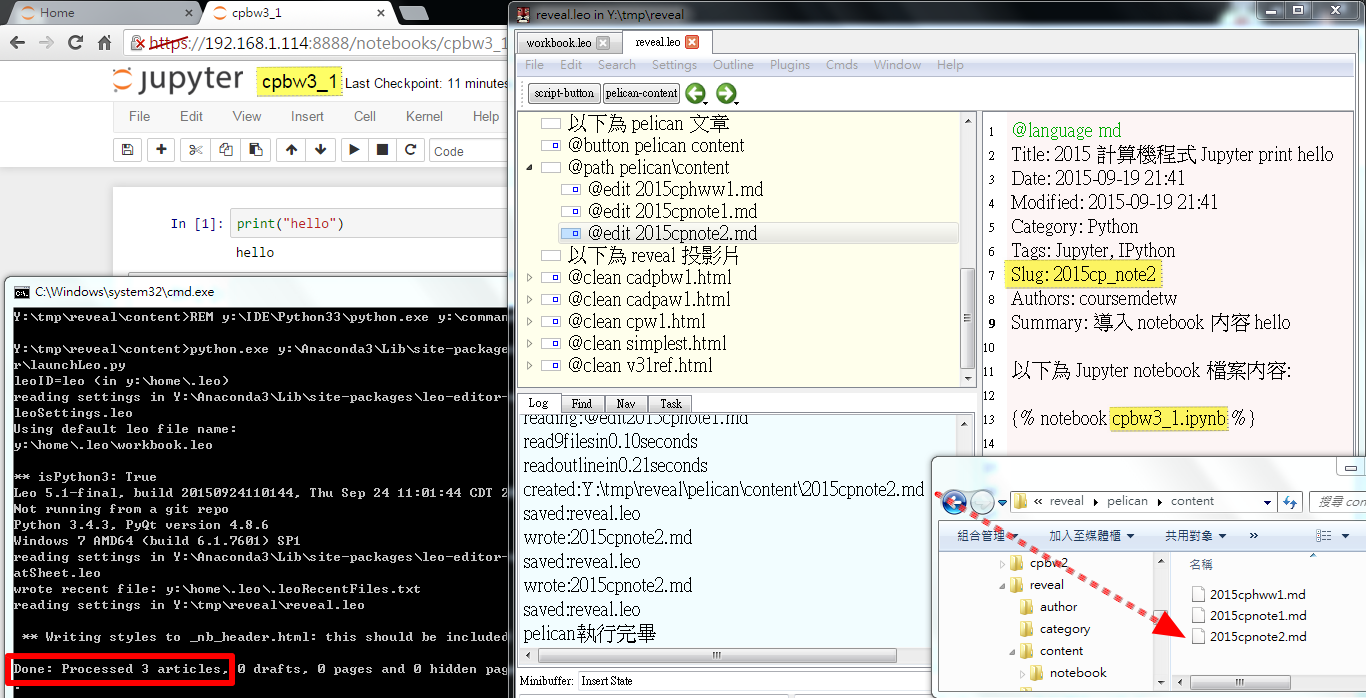 Home
cpbw3_1
https://192.168.1.114:8888/notebooks/cpbw3_1
jupyter cpbw3_1 Last Checkpoint: 11 minutes
File Edit View Insert Cell Kernel Help
Code
In [1]: print("hello")
hello
C:\Windows\system32\cmd.exe
Y:\tmp\reveal\content>REM y:\IDE\Python33\python.exe y:\comman
Y:\tmp\reveal\content>python.exe y:\Anaconda3\Lib\site-package
r\launchLeo.py
leoID=leo (in y:\home\.leo)
reading settings in Y:\Anaconda3\Lib\site-packages\leo-editor-
leoSettings.leo
Using default leo file name:
y:\home\.leo\workbook.leo
** isPython3: True
Leo 5.1-final, build 20150924110144, Thu Sep 24 11:01:44 CDT 2
Not running from a git repo
Python 3.4.3, PyQt version 4.8.6
Windows 7 AMD64 (build 6.1.7601) SP1
reading settings in Y:\Anaconda3\Lib\site-packages\leo-editor-
atSheet.leo
wrote recent file: y:\home\.leo\.leoRecentFiles.txt
reading settings in Y:\tmp\reveal\reveal.leo
** Writing styles to _nb_header.html: this should be included
Done: Processed 3 articles, 0 drafts, 0 pages and 0 hidden pag
reveal.leo in Y:\tmp\reveal
workbook.leo
reveal.leo
File Edit Search Settings Outline Plugins Cmds Window Help
script-button
pelican-content
以下為 pelican 文章
@button pelican content
@path pelican\content
@edit 2015cphww1.md
@edit 2015cpnote1.md
@edit 2015cpnote2.md
以下為 reveal 投影片
@clean cadpbw1.html
@clean cadpaw1.html
@clean cpw1.html
@clean simplest.html
@clean v31ref.html
Log Find Nav Task
reading:@edit2015cpnote1.md
read9filesin0.10seconds
readoutlinein0.21seconds
created:Y:\tmp\reveal\pelican\content\2015cpnote2.md
saved:reveal.leo
wrote:2015cpnote2.md
saved:reveal.leo
wrote:2015cpnote2.md
saved:reveal.leo
pelican執行完畢
Minibuffer: Insert State
1 @language md
2 Title: 2015 計算機程式 Jupyter print hello
3 Date: 2015-09-19 21:41
4 Modified: 2015-09-19 21:41
5 Category: Python
6 Tags: Jupyter, IPython
7 Slug: 2015cp_note2
8 Authors: coursemdetw
9 Summary: 導入 notebook 內容 hello
10
11 以下為 Jupyter notebook 檔案內容:
12
13 {% notebook cpbw3_1.ipynb %}
14
« reveal pelican content
搜尋 con
組合管理 加入至媒體櫃 共用對象 »
cpbw2
reveal
author
category
content
notebook
名稱
2015cphww1.md
2015cpnote1.md
2015cpnote2.md